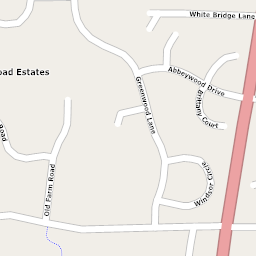 White Bridge Lane
oad Estates
Abbeywood Drive
Greenwood Lane
Brittany Court
Road
Old Farm Road
Windsor Circle